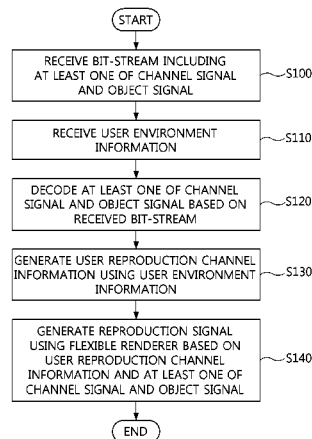 START
RECEIVE BIT-STREAM INCLUDING
AT LEAST ONE OF CHANNEL SIGNAL
AND OBJECT SIGNAL
S100
RECEIVE USER ENVIRONMENT
INFORMATION
S110
DECODE AT LEAST ONE OF CHANNEL
SIGNAL AND OBJECT SIGNAL BASED ON
RECEIVED BIT-STREAM
S120
GENERATE USER REPRODUCTION CHANNEL
INFORMATION USING USER ENVIRONMENT
INFORMATION
S130
GENERATE REPRODUCTION SIGNAL
USING FLEXIBLE RENDERER BASED ON
USER REPRODUCTION CHANNEL
INFORMATION AND AT LEAST ONE OF
CHANNEL SIGNAL AND OBJECT SIGNAL
S140
END